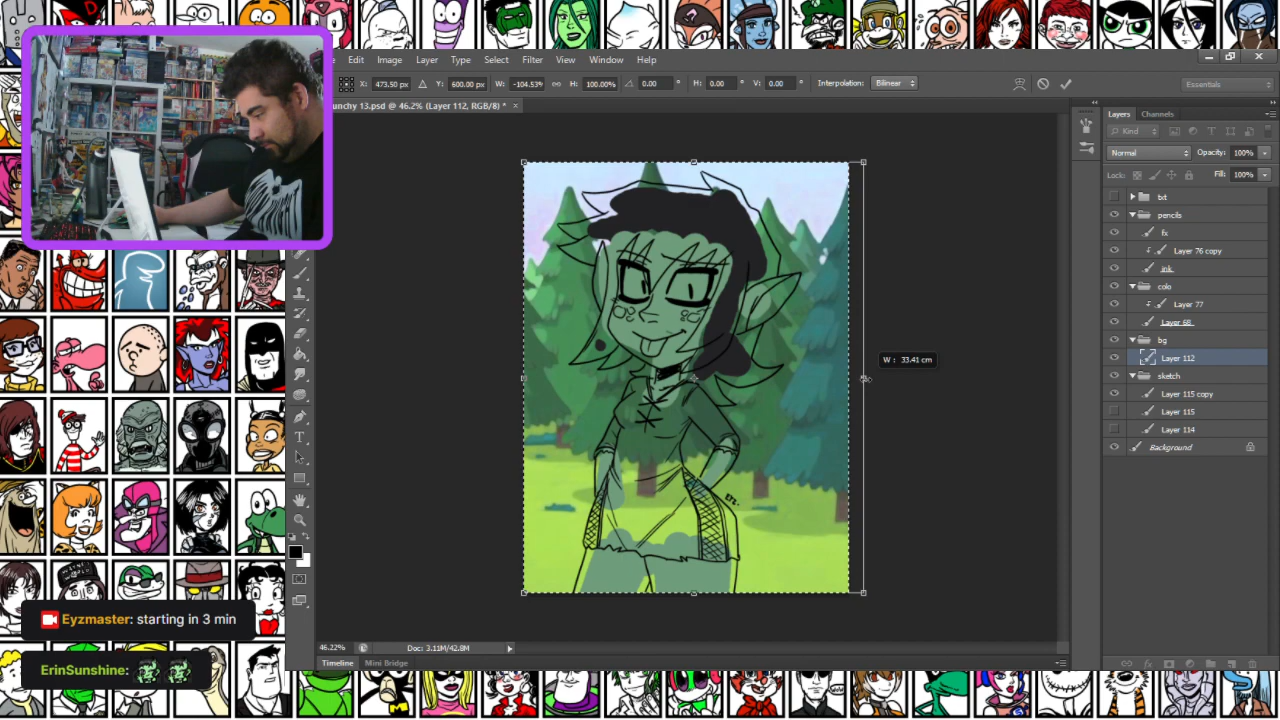 Edit Image Layer Type Select Filter View Window Help
X: 473.50 px Y: 600.00 px W: -104.53% H: 100.00% 0.00 ° H: 0.00 ° V: 0.00 ° Interpolation: Bilinear Essentials
unchy 13.psd @ 46.2% (Layer 112, RGB/8) * ×
Layers Channels
Kind
Normal Opacity: 100%
Lock: Fill: 100%
txt
pencils
fx
Layer 76 copy
ink
colo
Layer 77
Layer 68
bg
Layer 112
sketch
Layer 115 copy
Layer 115
Layer 114
Background
W : 33.41 cm
EYZ.
Eyzmaster: starting in 3 min
ErinSunshine:
46.22% Doc: 3.11M/42.8M
Timeline Mini Bridge